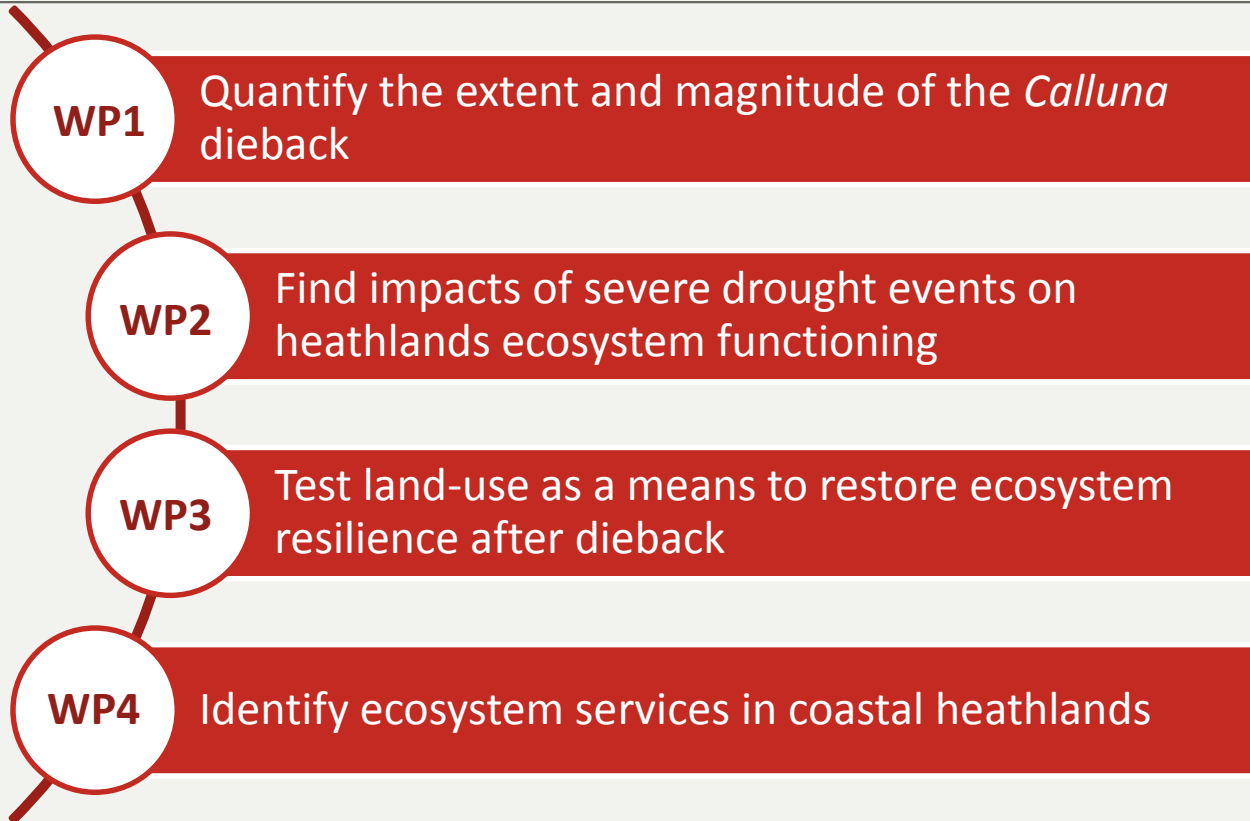 WP1
Quantify the extent and magnitude of the Calluna
dieback
WP2
Find impacts of severe drought events on
heathlands ecosystem functioning
WP3
Test land-use as a means to restore ecosystem
resilience after dieback
WP4
Identify ecosystem services in coastal heathlands